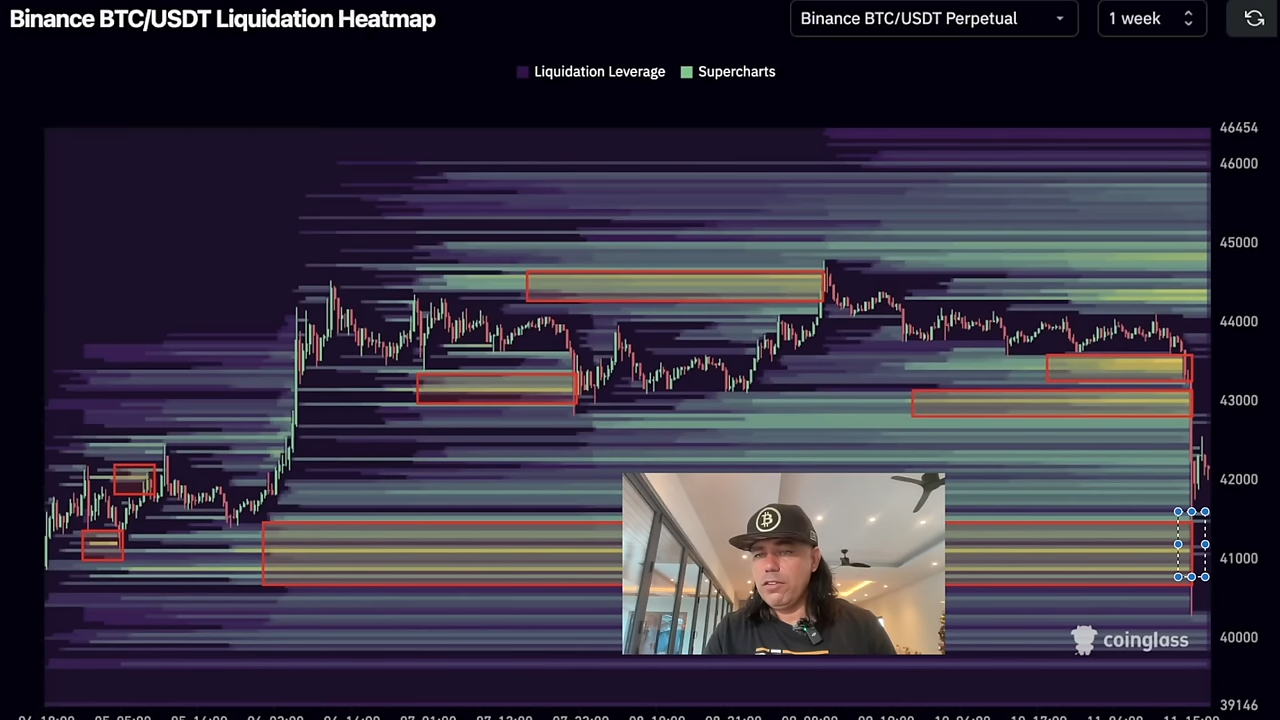 Binance BTC/USDT Liquidation Heatmap
Binance BTC/USDT Perpetual
1 week
Liquidation Leverage
Supercharts
46454
46000
45000
44000
43000
42000
41000
40000
39146
coinglass